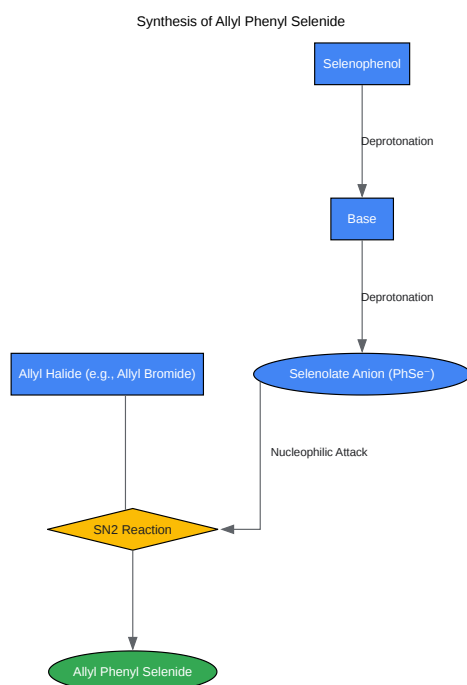 Synthesis of Allyl Phenyl Selenide
Selenophenol
Deprotonation
Base
Deprotonation
Allyl Halide (e.g., Allyl Bromide)
Selenolate Anion (PhSe⁻)
Nucleophilic Attack
SN2 Reaction
Allyl Phenyl Selenide